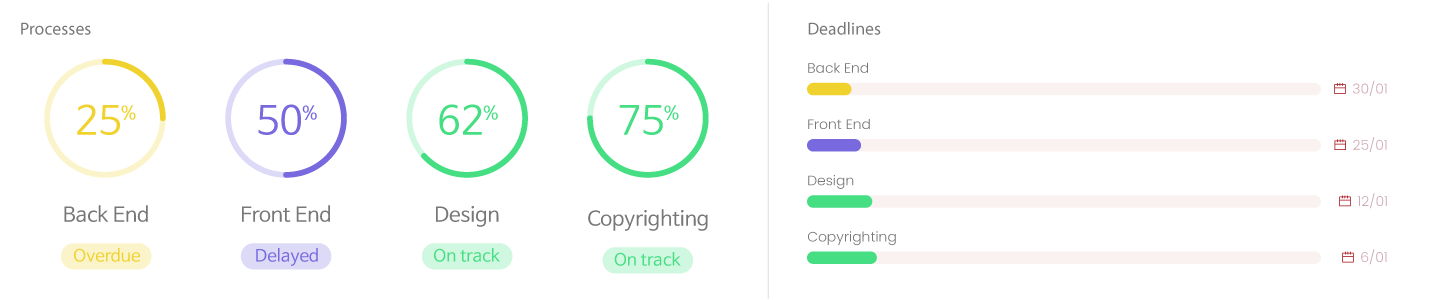 Processes
25%
50%
62%
75%
Back End
Front End
Design
Copyrighting
Overdue
Delayed
On track
On track
Deadlines
Back End
30/01
Front End
25/01
Design
12/01
Copyrighting
6/01